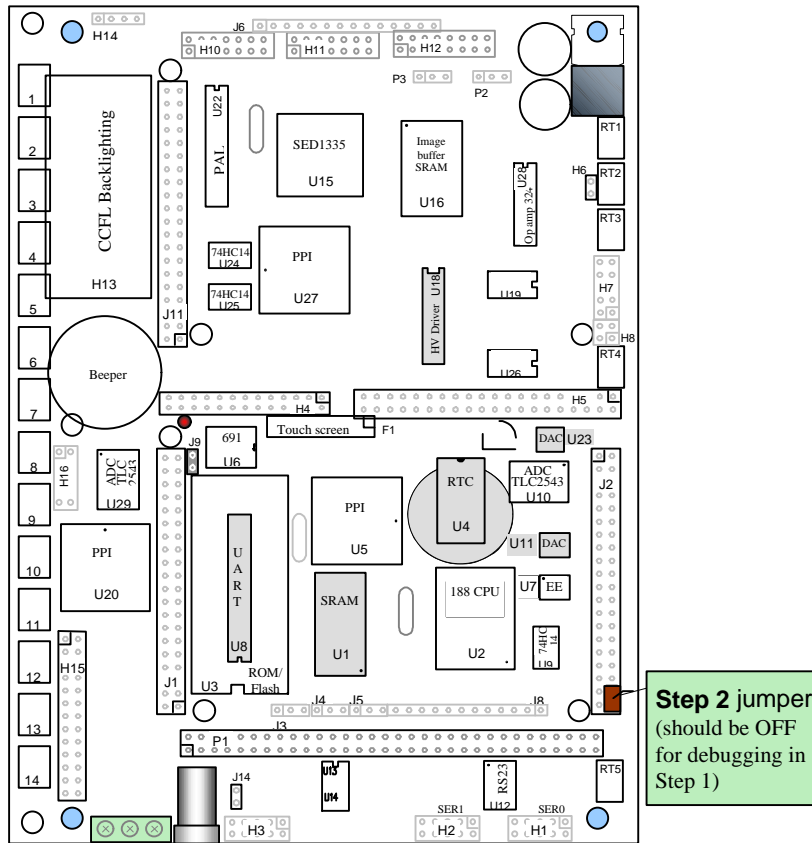 H14
J6
H10
H11
H12
P3
P2
1
2
3
4
5
6
7
8
9
10
11
12
13
14
CCFL Backlighting
H13
J11
U22
PAL
SED1335
U15
Image
buffer
SRAM
U16
U28
Op amp 324
RT1
H6
RT2
RT3
74HC14
U24
74HC14
U25
PPI
U27
U18
HV Driver
U19
U26
H7
H8
RT4
Beeper
H4
H5
Touch screen
F1
J9
691
U6
DAC
U23
H16
ADC
TLC
2543
U29
PPI
U20
H15
J1
UART
U8
U3
ROM/
Flash
PPI
U5
SRAM
U1
RTC
U4
ADC
TLC2543
U10
U11
DAC
188 CPU
U2
U7
EE
74HC
14
U9
J2
J4
J5
J8
J3
P1
J14
U13
U14
RS23
U12
RT5
SER1
SER0
H3
H2
H1
Step 2 jumper
(should be OFF
for debugging in
Step 1)